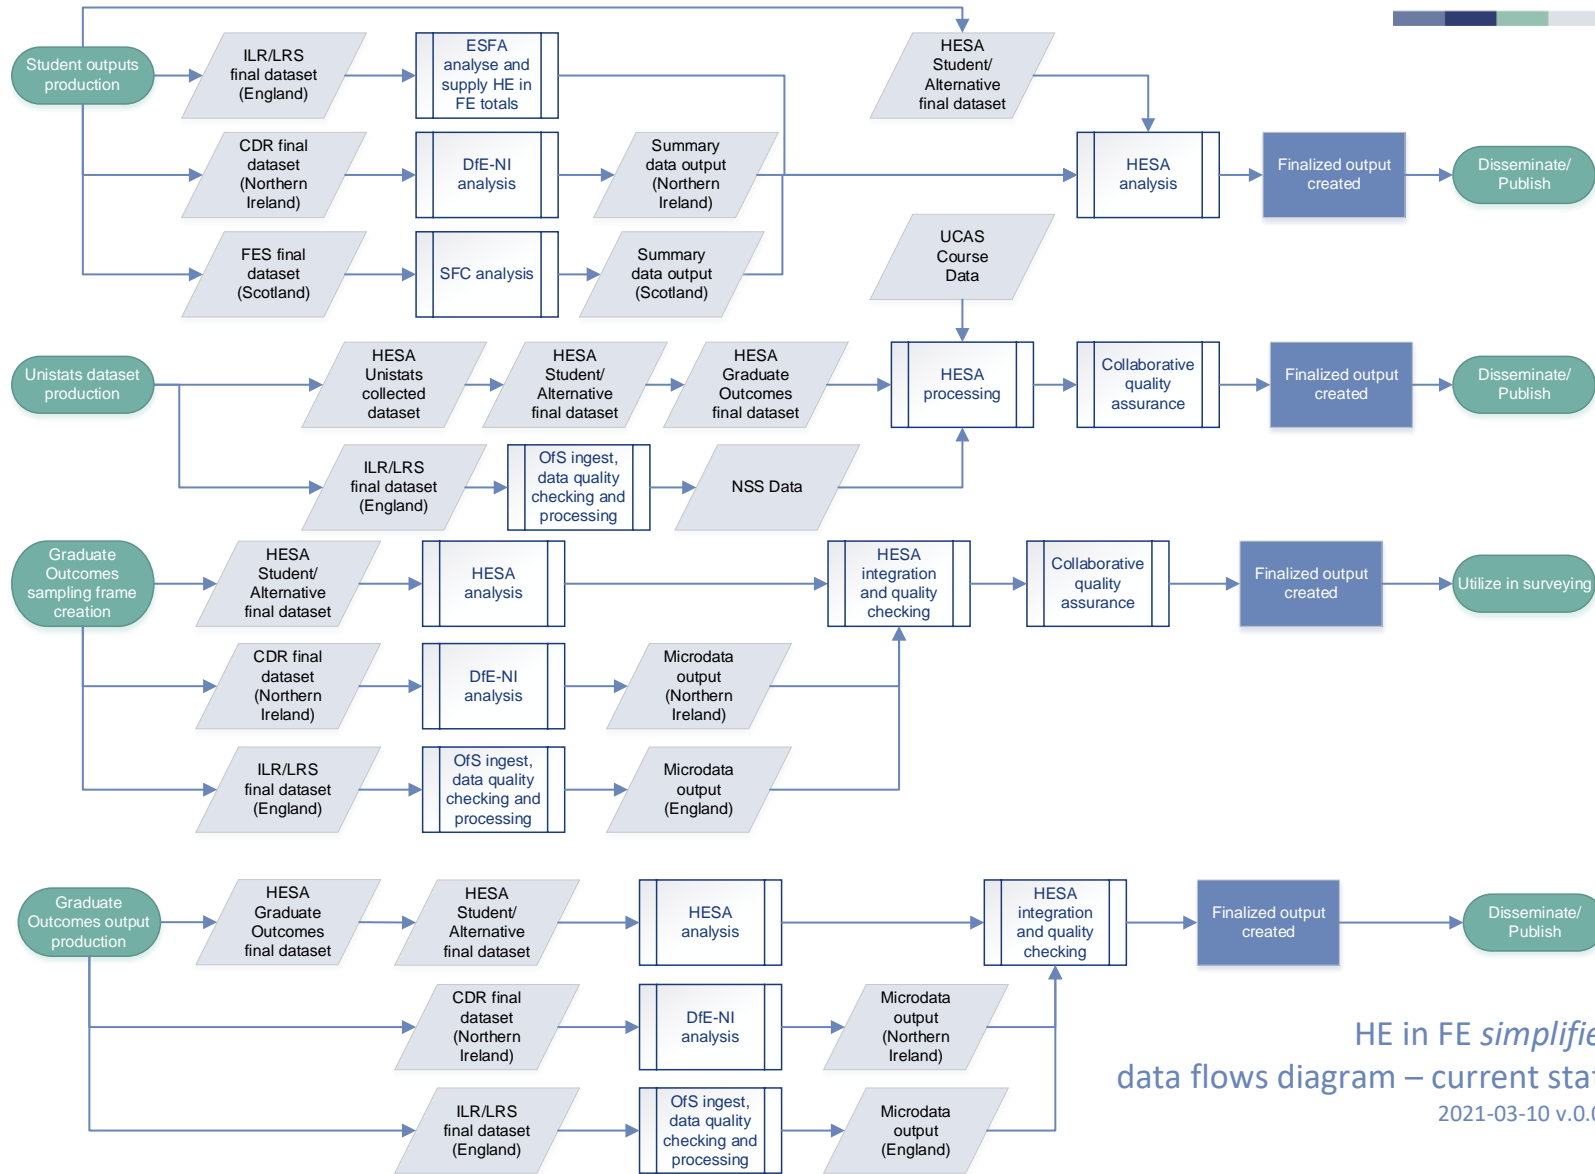 Student outputs
production
ILR/LRS
final dataset
(England)
ESFA
analyse and
supply HE in
FE totals
HESA
Student/
Alternative
final dataset
CDR final
dataset
(Northern
Ireland)
DfE-NI
analysis
Summary
data output
(Northern
Ireland)
HESA
analysis
Finalized output
created
Disseminate/
Publish
FES final
dataset
(Scotland)
SFC analysis
Summary
data output
(Scotland)
UCAS
Course
Data
Unistats dataset
production
HESA
Unistats
collected
dataset
HESA
Student/
Alternative
final dataset
HESA
Graduate
Outcomes
final dataset
HESA
processing
Collaborative
quality
assurance
Finalized output
created
Disseminate/
Publish
ILR/LRS
final dataset
(England)
OfS ingest,
data quality
checking and
processing
NSS Data
Graduate
Outcomes
sampling frame
creation
HESA
Student/
Alternative
final dataset
HESA
analysis
HESA
integration
and quality
checking
Collaborative
quality
assurance
Finalized output
created
Utilize in surveying
CDR final
dataset
(Northern
Ireland)
DfE-NI
analysis
Microdata
output
(Northern
Ireland)
ILR/LRS
final dataset
(England)
OfS ingest,
data quality
checking and
processing
Microdata
output
(England)
Graduate
Outcomes output
production
HESA
Graduate
Outcomes
final dataset
HESA
Student/
Alternative
final dataset
HESA
analysis
HESA
integration
and quality
checking
Finalized output
created
Disseminate/
Publish
CDR final
dataset
(Northern
Ireland)
DfE-NI
analysis
Microdata
output
(Northern
Ireland)
ILR/LRS
final dataset
(England)
OfS ingest,
data quality
checking and
processing
Microdata
output
(England)
HE in FE simplifie
data flows diagram – current stat
2021-03-10 v.0.0